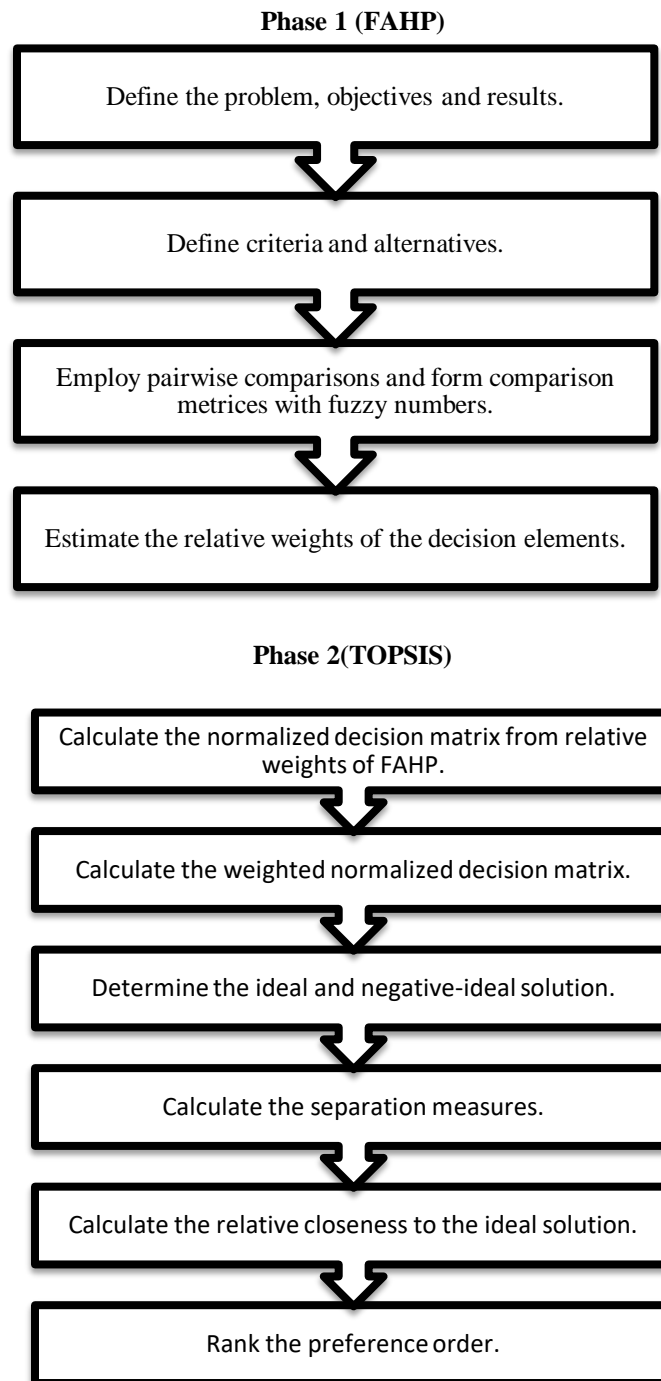 Phase 1 (FAHP)
Define the problem, objectives and results.
Define criteria and alternatives.
Employ pairwise comparisons and form comparison
metrices with fuzzy numbers.
Estimate the relative weights of the decision elements.
Phase 2(TOPSIS)
Calculate the normalized decision matrix from relative
weights of FAHP.
Calculate the weighted normalized decision matrix.
Determine the ideal and negative-ideal solution.
Calculate the separation measures.
Calculate the relative closeness to the ideal solution.
Rank the preference order.